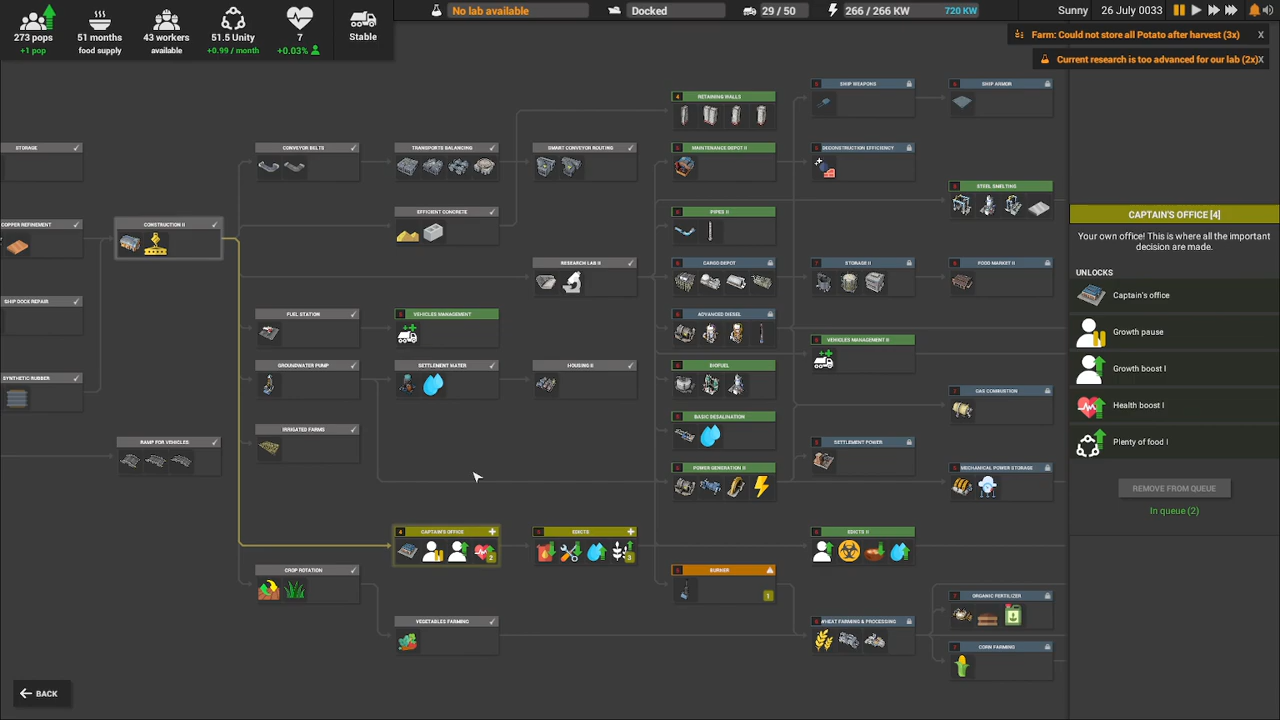 273 pops
+1 pop
51 months
food supply
43 workers
available
51.5 Unity
+0.99 / month
7
+0.03%
Stable
No lab available
Docked
29 / 50
266 / 266 KW
720 KW
Sunny
26 July 0033
Farm: Could not store all Potato after harvest (3x)
X
Current research is too advanced for our lab (2x)
X
STORAGE
COPPER REFINEMENT
SHIP DOCK REPAIR
SYNTHETIC RUBBER
CONSTRUCTION II
RAMP FOR VEHICLES
CONVEYOR BELTS
TRANSPORTS BALANCING
SMART CONVEYOR ROUTING
EFFICIENT CONCRETE
RESEARCH LAB II
FUEL STATION
VEHICLES MANAGEMENT
GROUNDWATER PUMP
SETTLEMENT WATER
HOUSING II
IRRIGATED FARMS
4 CAPTAIN'S OFFICE
2
EDICTS
3
CROP ROTATION
VEGETABLES FARMING
4 RETAINING WALLS
MAINTENANCE DEPOT II
PIPES II
CARGO DEPOT
ADVANCED DIESEL
BIOFUEL
BASIC DESALINATION
POWER GENERATION II
BURNER
1
SHIP WEAPONS
DECONSTRUCTION EFFICIENCY
STORAGE II
VEHICLES MANAGEMENT II
SETTLEMENT POWER
EDICTS II
WHEAT FARMING & PROCESSING
SHIP ARMOR
STEEL SMELTING
FOOD MARKET II
GAS COMBUSTION
MECHANICAL POWER STORAGE
ORGANIC FERTILIZER
CORN FARMING
CAPTAIN'S OFFICE [4]
Your own office! This is where all the important
decision are made.
UNLOCKS
Captain's office
Growth pause
Growth boost I
Health boost I
Plenty of food I
REMOVE FROM QUEUE
In queue (2)
BACK